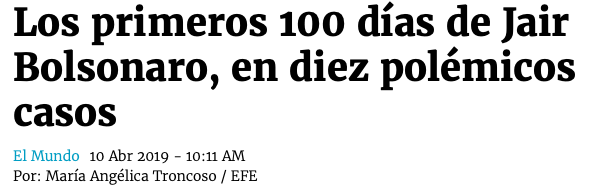 Los primeros 100 días de Jair
Bolsonaro, en diez polémicos
casos
El Mundo 10 Abr 2019 - 10:11 AM
Por: María Angélica Troncoso / EFE